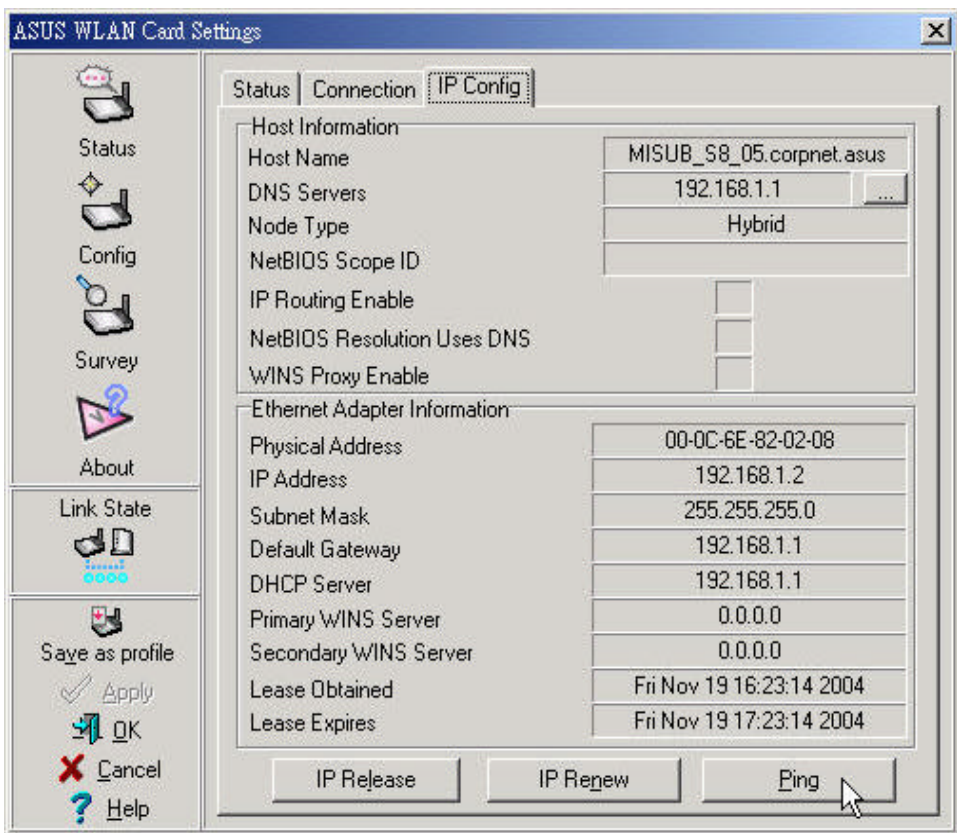 ASUS WLAN Card Settings
Status
Config
Survey
About
Link State
Save as profile
Apply
OK
Cancel
Help
Status Connection IP Config
Host Information
Host Name MISUB_S8_05.corpnet.asus
DNS Servers 192.168.1.1 ...
Node Type Hybrid
NetBIOS Scope ID
IP Routing Enable
NetBIOS Resolution Uses DNS
WINS Proxy Enable
Ethernet Adapter Information
Physical Address 00-0C-6E-82-02-08
IP Address 192.168.1.2
Subnet Mask 255.255.255.0
Default Gateway 192.168.1.1
DHCP Server 192.168.1.1
Primary WINS Server 0.0.0.0
Secondary WINS Server 0.0.0.0
Lease Obtained Fri Nov 19 16:23:14 2004
Lease Expires Fri Nov 19 17:23:14 2004
IP Release IP Renew Ping